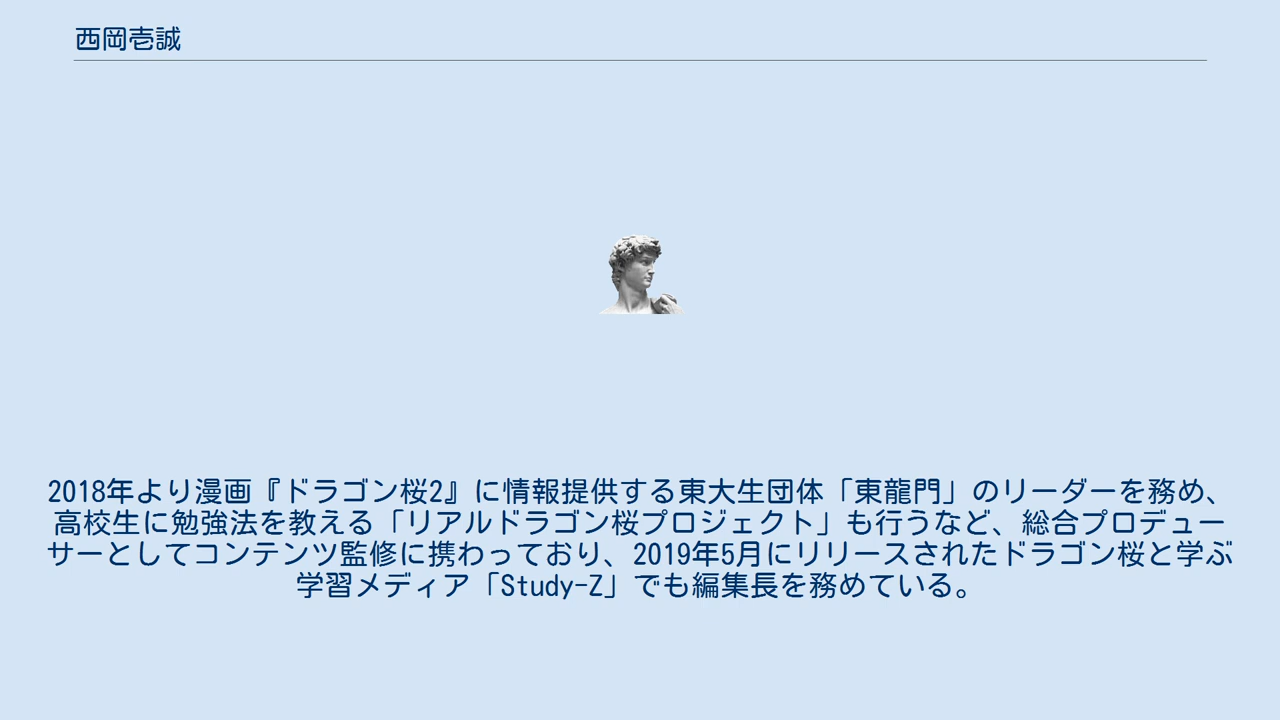 西岡壱誠
2018年より漫画『ドラゴン桜2』に情報提供する東大生団体「東龍門」のリーダーを務め、
高校生に勉強法を教える「リアルドラゴン桜プロジェクト」も行うなど、総合プロデュー
サーとしてコンテンツ監修に携わっており、2019年5月にリリースされたドラゴン桜と学ぶ
学習メディア「Study-Z」でも編集長を務めている。